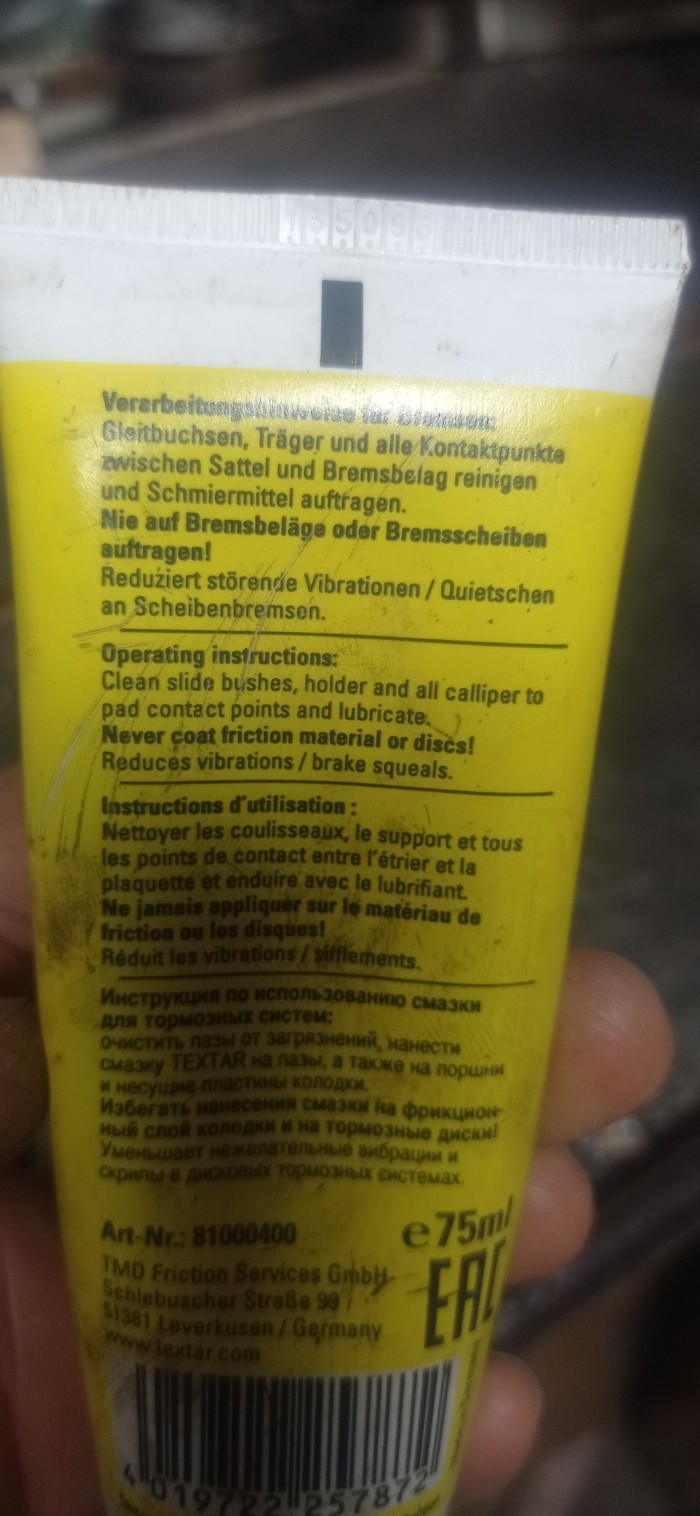 Verarbeitungshinweise für Bremsen:
Gleitbuchsen, Träger und alle Kontaktpunkte
zwischen Sattel und Bremsbelag reinigen
und Schmiermittel auftragen.
Nie auf Bremsbeläge oder Bremsscheiben
auftragen!
Reduziert störende Vibrationen / Quietschen
an Scheibenbremsen.
Operating instructions:
Clean slide bushes, holder and all calliper to
pad contact points and lubricate.
Never coat friction material or discs!
Reduces vibrations / brake squeals.
Instructions d'utilisation :
Nettoyer les coulisseaux, le support et tous
les points de contact entre l'étrier et la
plaquette et enduire avec le lubrifiant.
Ne jamais appliquer sur le matériau de
friction ou les disques!
Réduit les vibrations / sifflements.
Инструкция по использованию смазки
для тормозных систем:
очистить пазы от загрязнений, нанести
смазку TEXTAR на пазы, а также на поршни
и несущие пластины колодки.
Избегать нанесения смазки на фрикцион-
ный слой колодки и на тормозные диски!
Уменьшает нежелательные вибрации и
скрипы в дисковых тормозных системах.
Art-Nr.: 81000400
e 75ml
TMD Friction Services GmbH
EAC
Schlebuscher Straße 99 /
51381 Leverkusen / Germany
www.textar.com
4 019722 257872